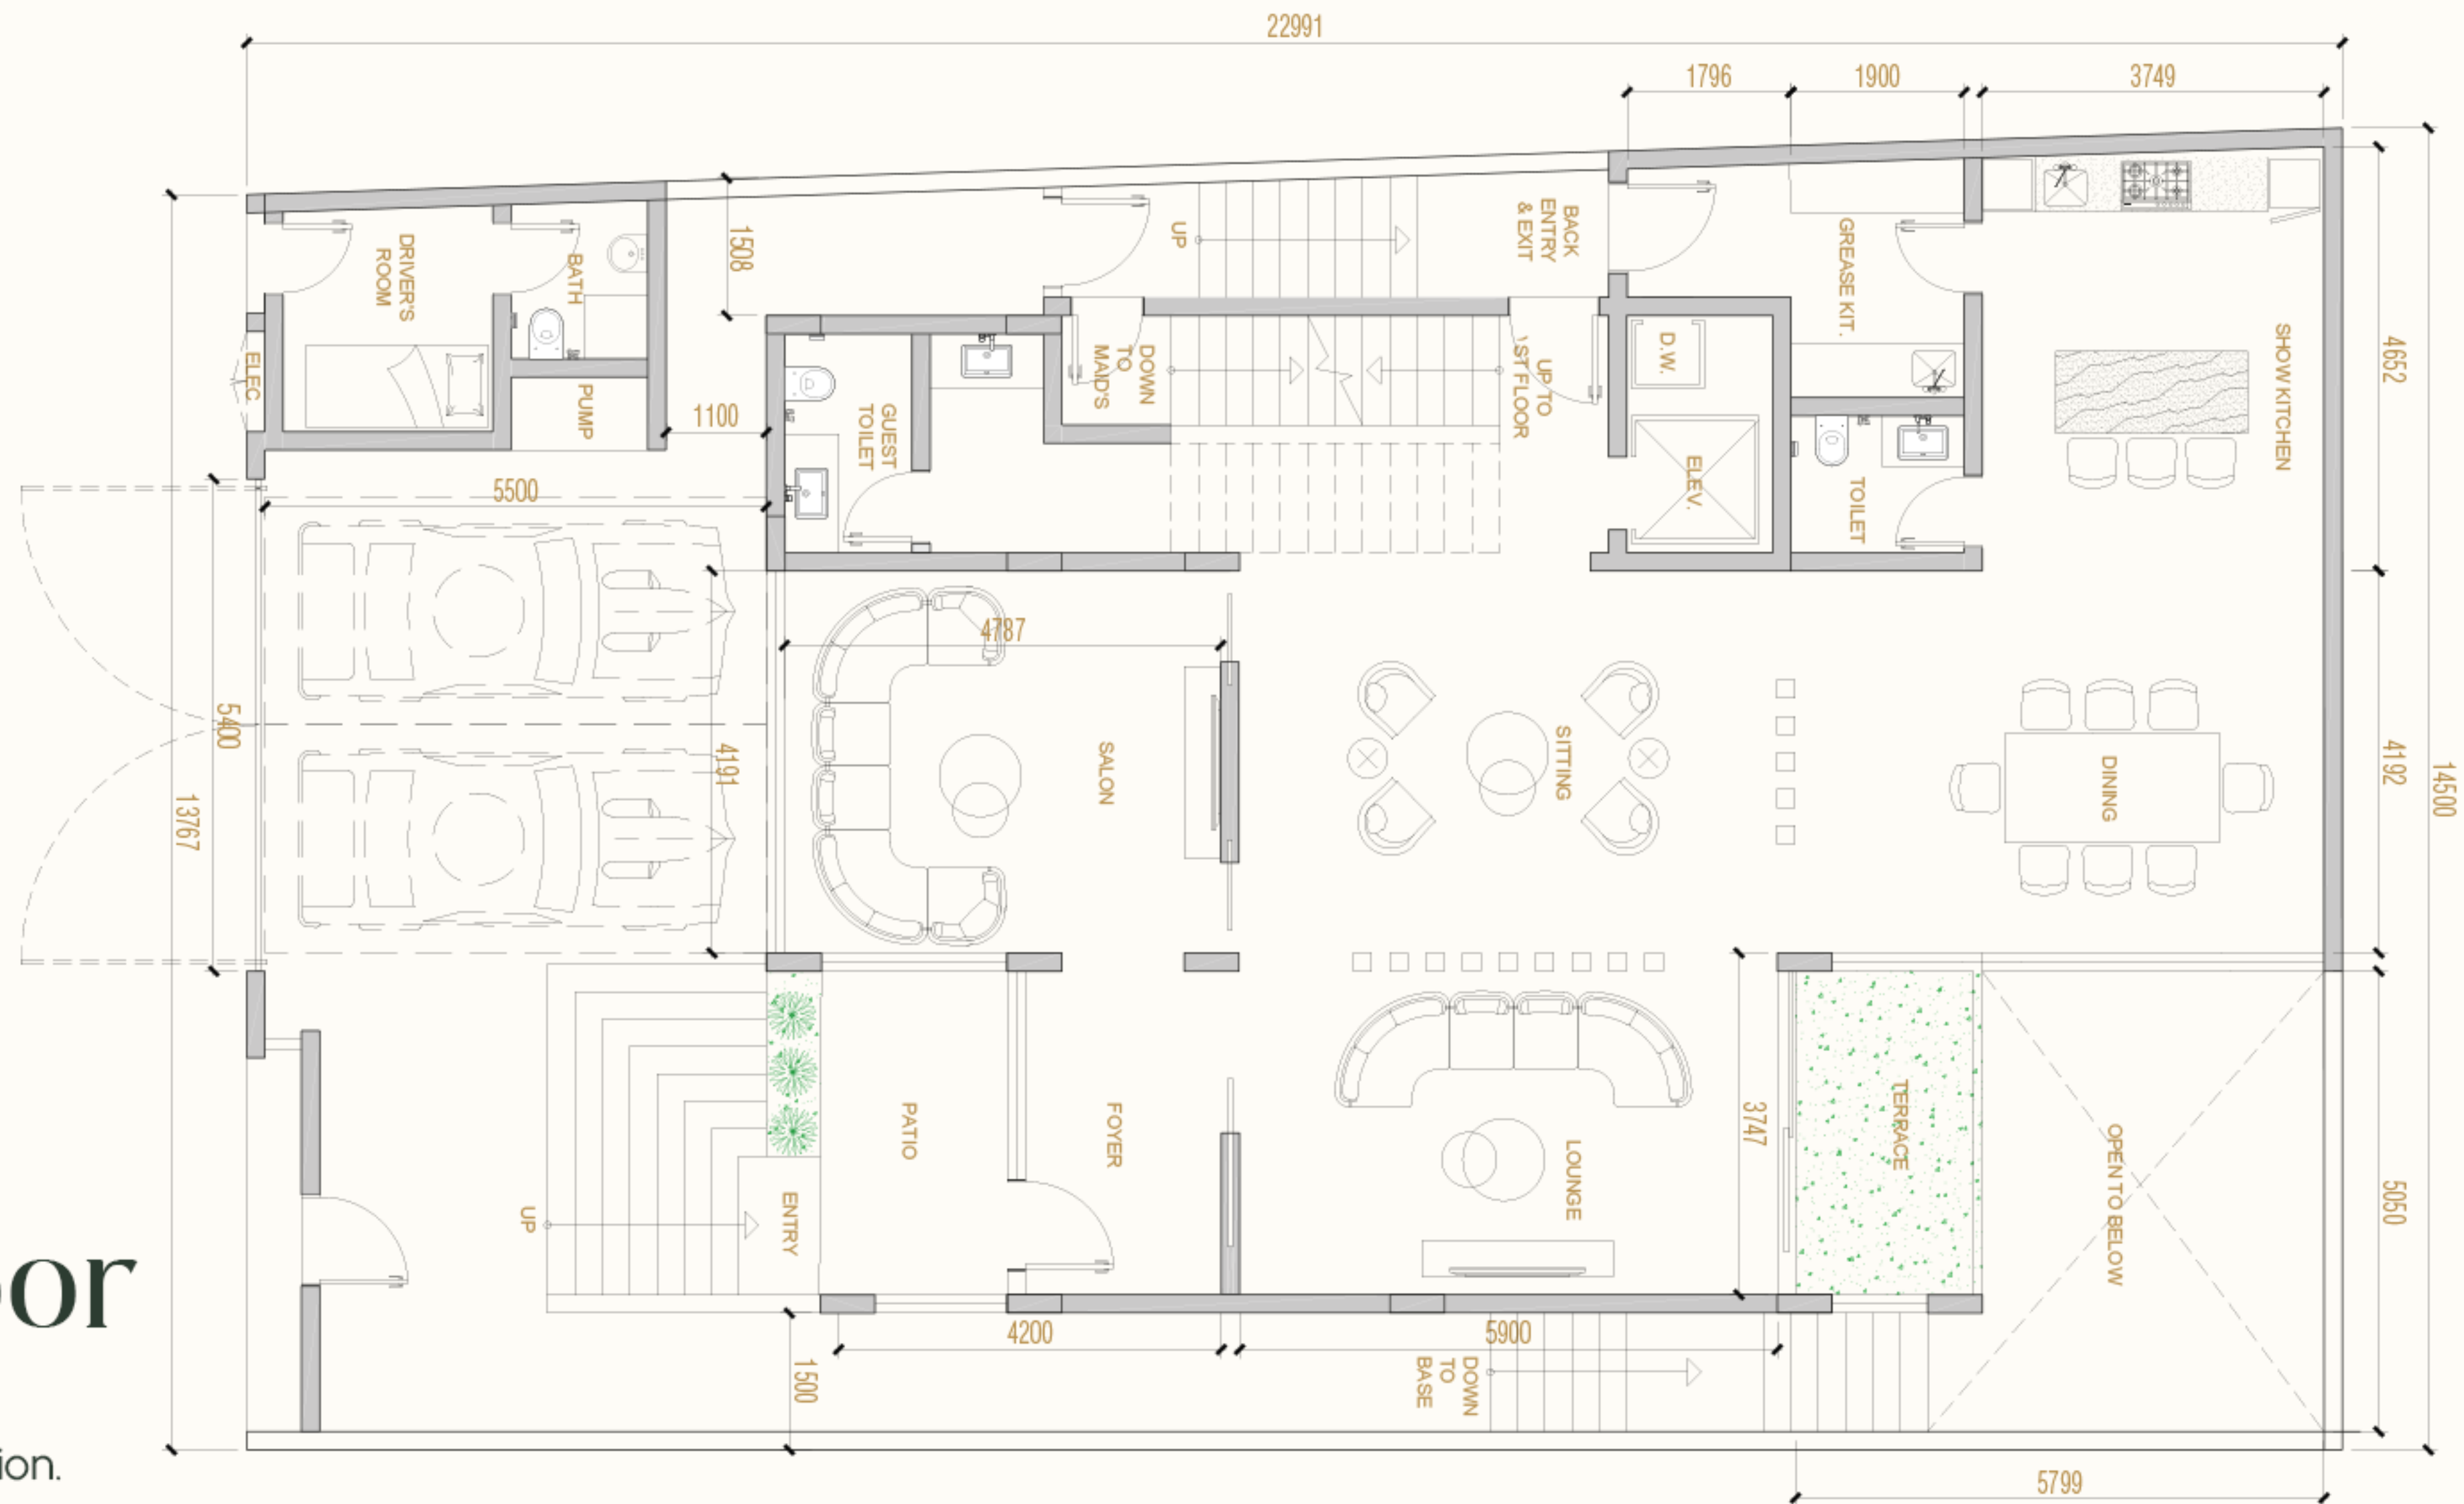 22991
1796
1900
3749
1508
DRIVER'S
ROOM
BATH
ELEC
PUMP
1100
UP
BACK
ENTRY
& EXIT
GREASE KIT.
SHOW KITCHEN
4652
GUEST
TOILET
DOWN
TO
MAID'S
UP TO
1ST FLOOR
D.W.
ELEV.
TOILET
5500
4787
5400
4191
13767
SALON
SITTING
DINING
4192
14500
UP
ENTRY
PATIO
FOYER
LOUNGE
3747
TERRACE
OPEN TO BELOW
5050
4200
5900
1500
DOWN
TO
BASE
5799
oor
ion.